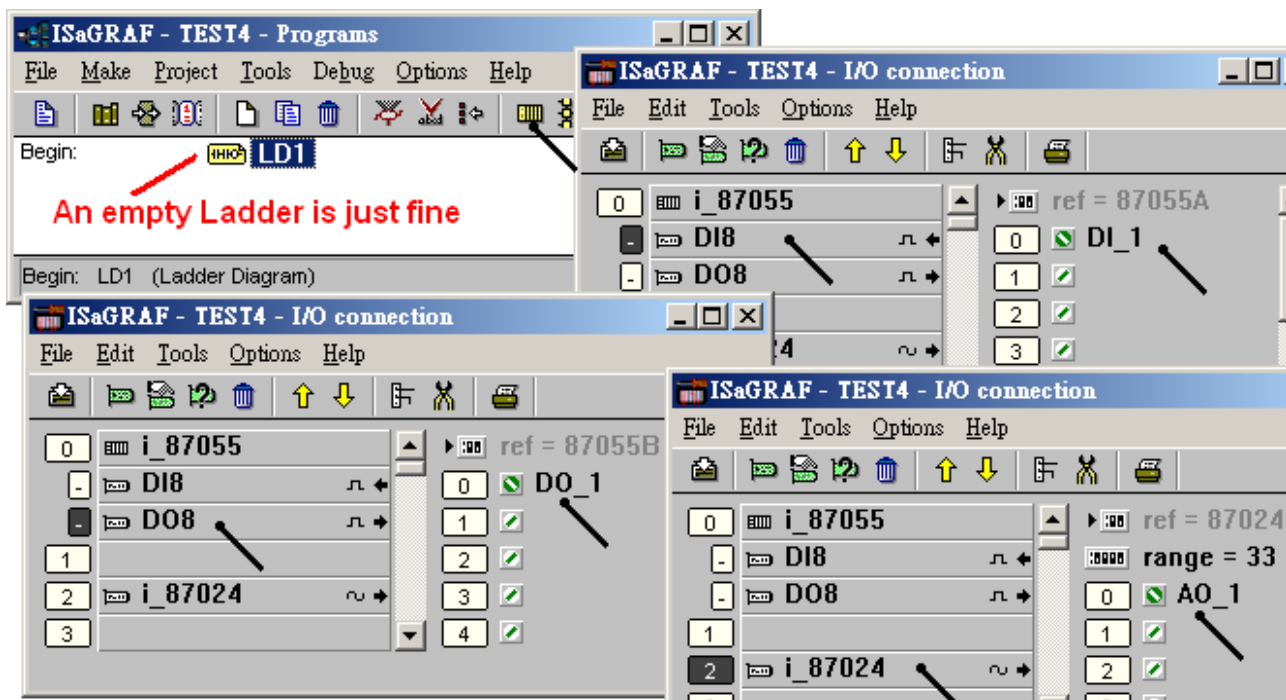 ISaGRAF - TEST4 - Programs
File Make Project Tools Debug Options Help
Begin: LD1
An empty Ladder is just fine
Begin: LD1 (Ladder Diagram)
ISaGRAF - TEST4 - I/O connection
File Edit Tools Options Help
0 i_87055 ref = 87055A
- DI8 0 DI_1
- DO8 1
2
4 3
ISaGRAF - TEST4 - I/O connection
File Edit Tools Options Help
0 i_87055 ref = 87055B
- DI8 0 DO_1
- DO8 1
1 2
2 i_87024 3
3 4
ISaGRAF - TEST4 - I/O connection
File Edit Tools Options Help
0 i_87055 ref = 87024
- DI8 range = 33
- DO8 0 AO_1
1 1
2 i_87024 2